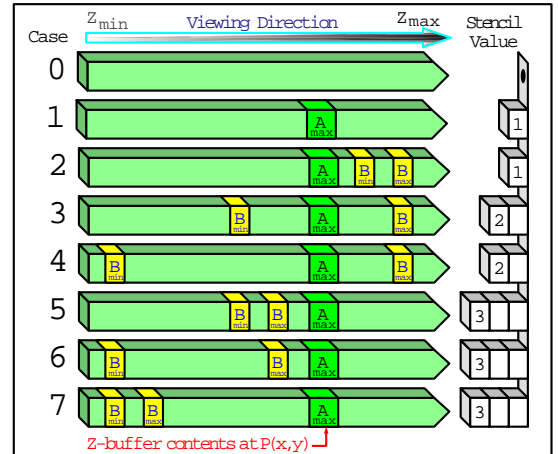 Case Zmin Viewing Direction Zmax Stencil Value
0
1 A max 1
2 A max B min B max 1
3 B min A max B max 2
4 B min A max B max 2
5 B min B max A max 3
6 B min B max A max 3
7 B min B max A max 3
Z-buffer contents at P(x,y)